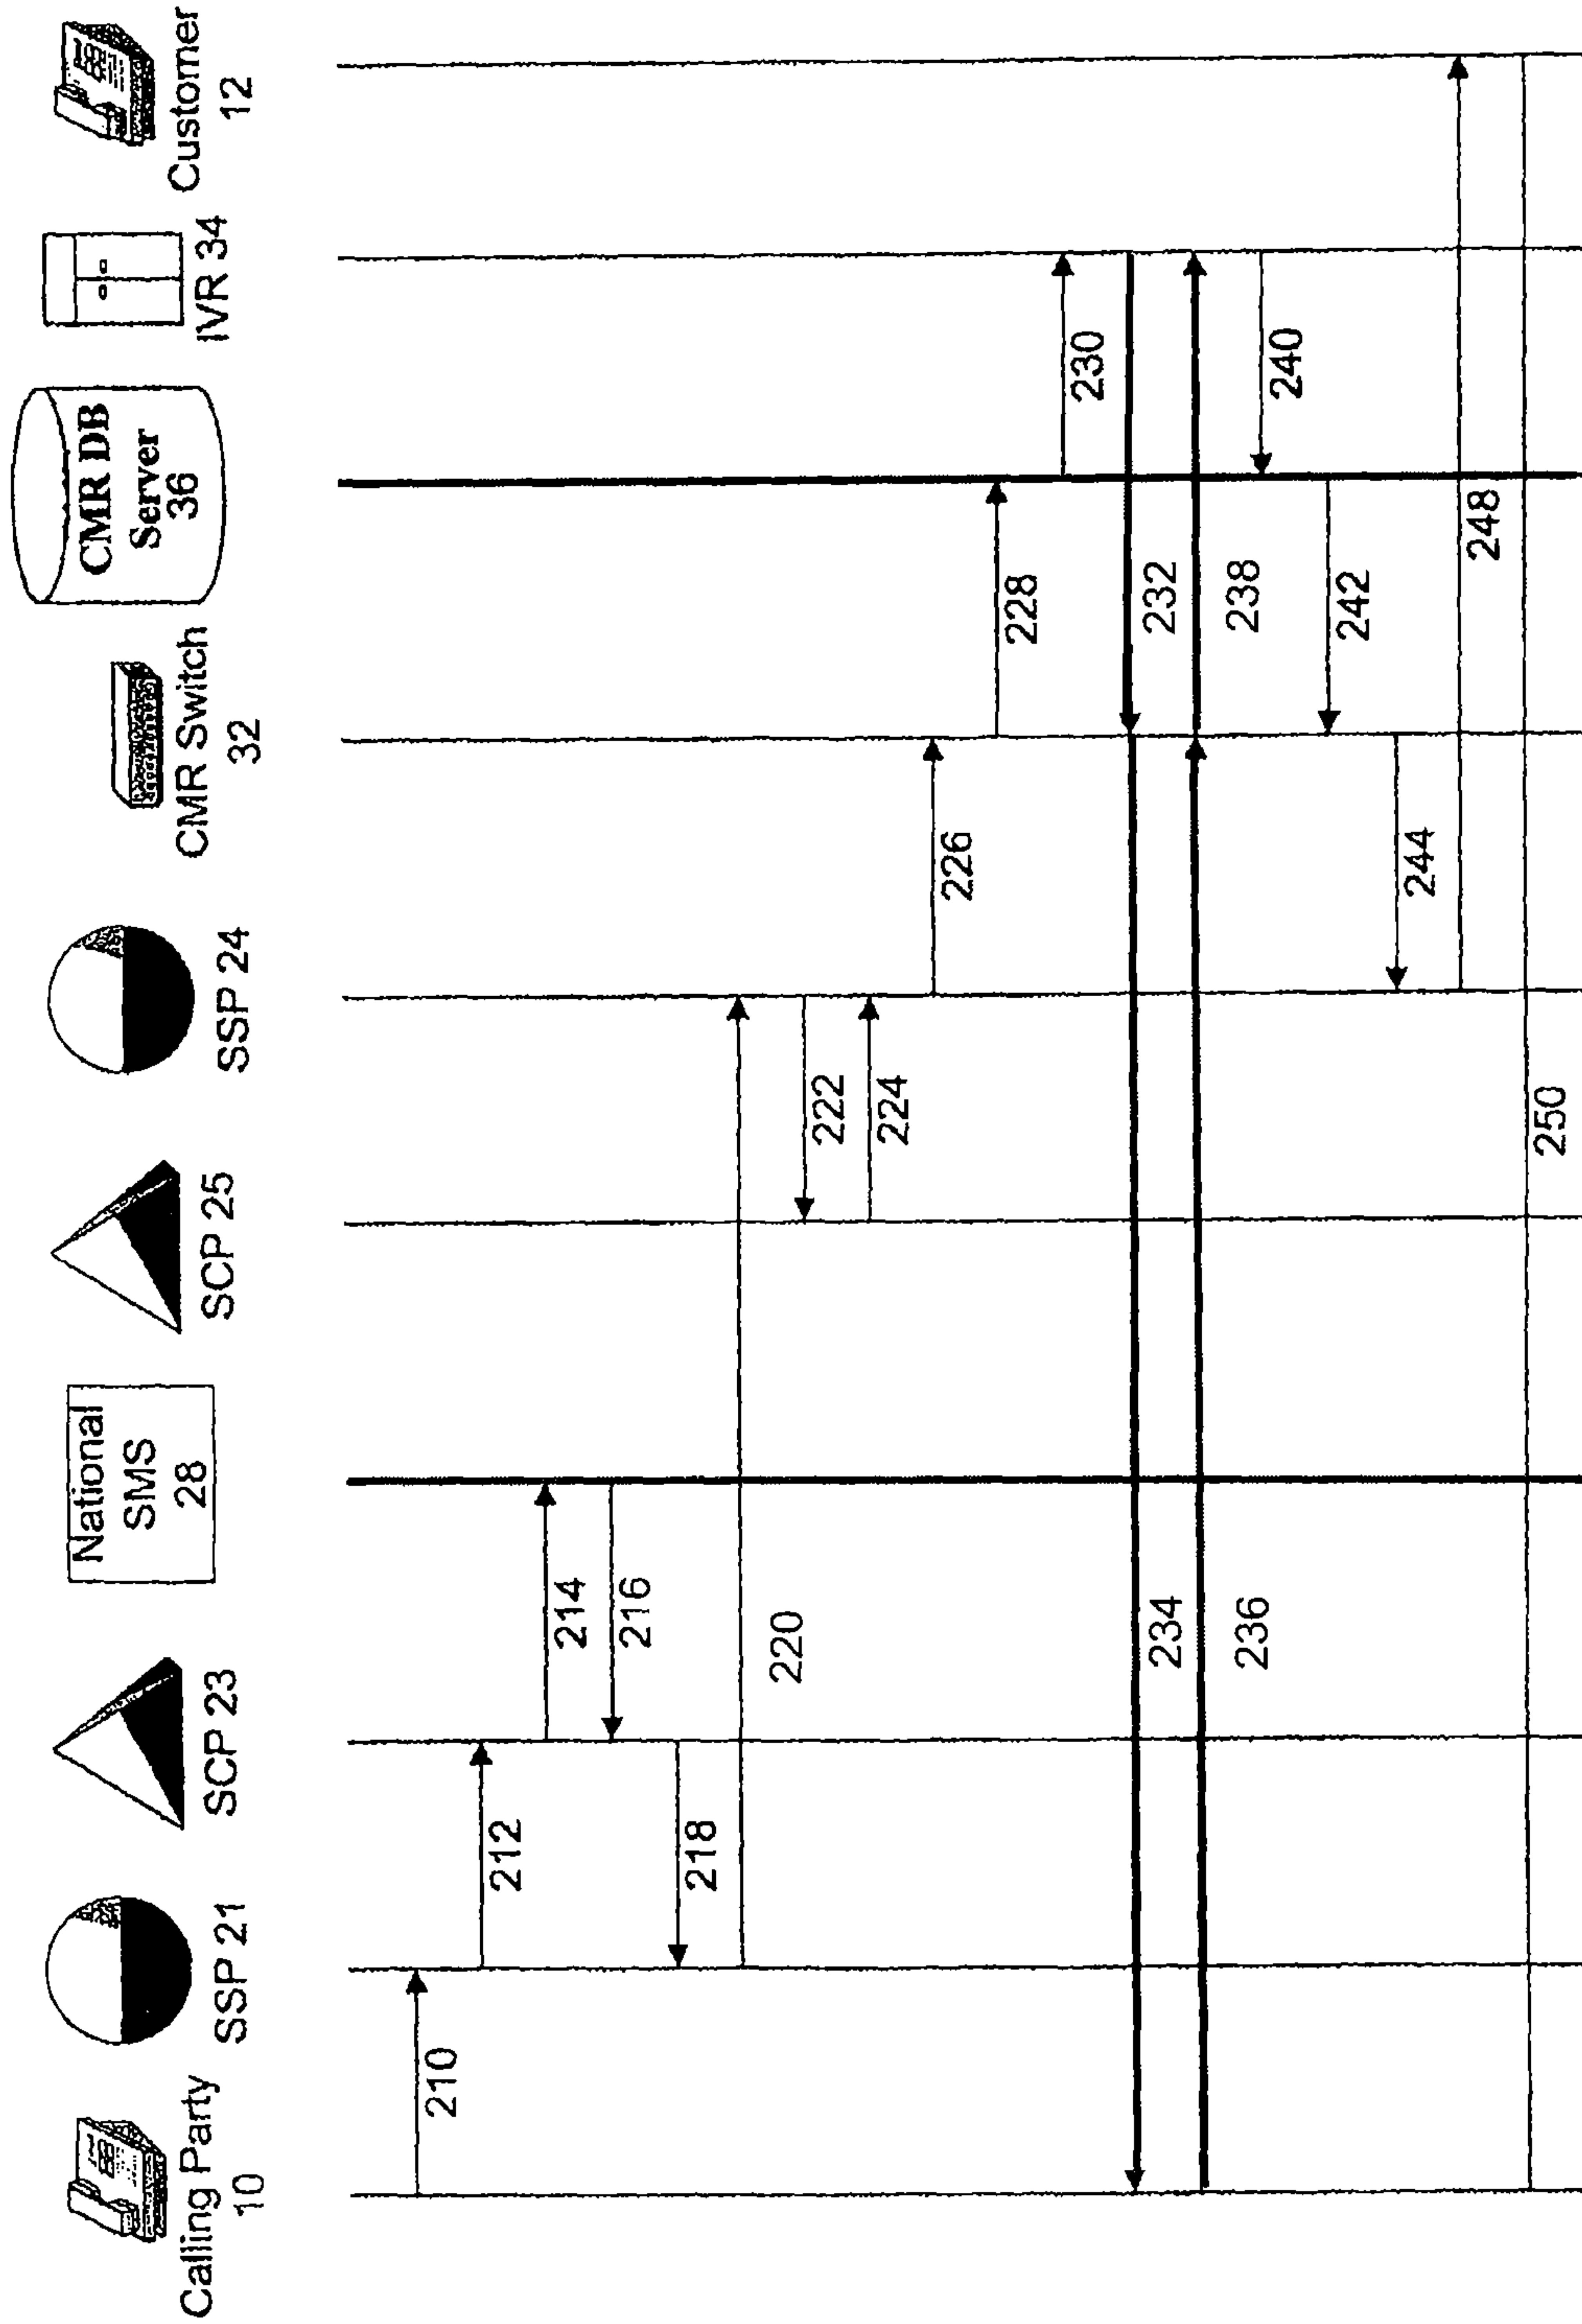 Calling Party
10
SSP 21
SCP 23
National
SMS
28
SCP 25
SSP 24
CMR Switch
32
CMR DB
Server
36
IVR 34
Customer
12
210
212
214
216
218
220
222
224
226
228
230
232
234
236
238
240
242
244
248
250